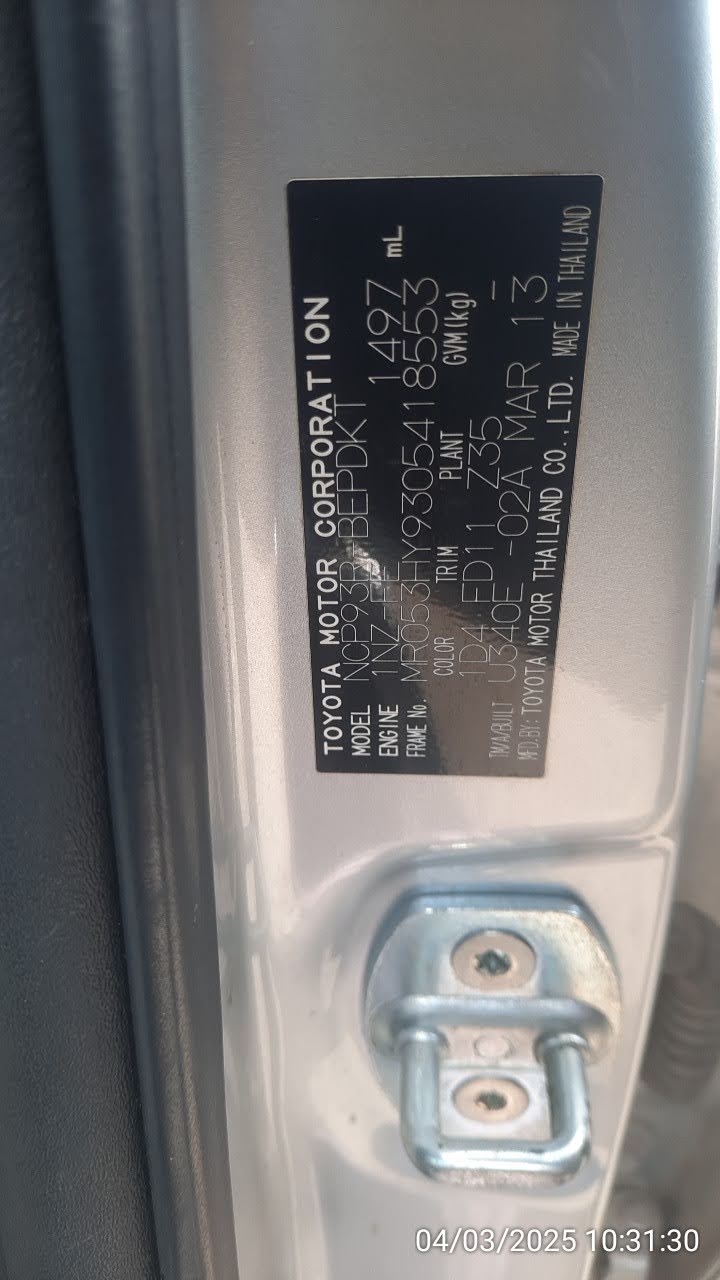 TOYOTA MOTOR CORPORATION
MODEL NCP93R-BEPDKT
ENGINE 1NZ-FE 1497 mL
FRAME No. MR053HY9305418553
COLOR TRIM PLANT GVM(kg)
1D4 FD11 Z35 -
TM/A/BUILT U340E -02A MAR 13
MFD.BY:TOYOTA MOTOR THAILAND CO.,LTD. MADE IN THAILAND
04/03/2025 10:31:30